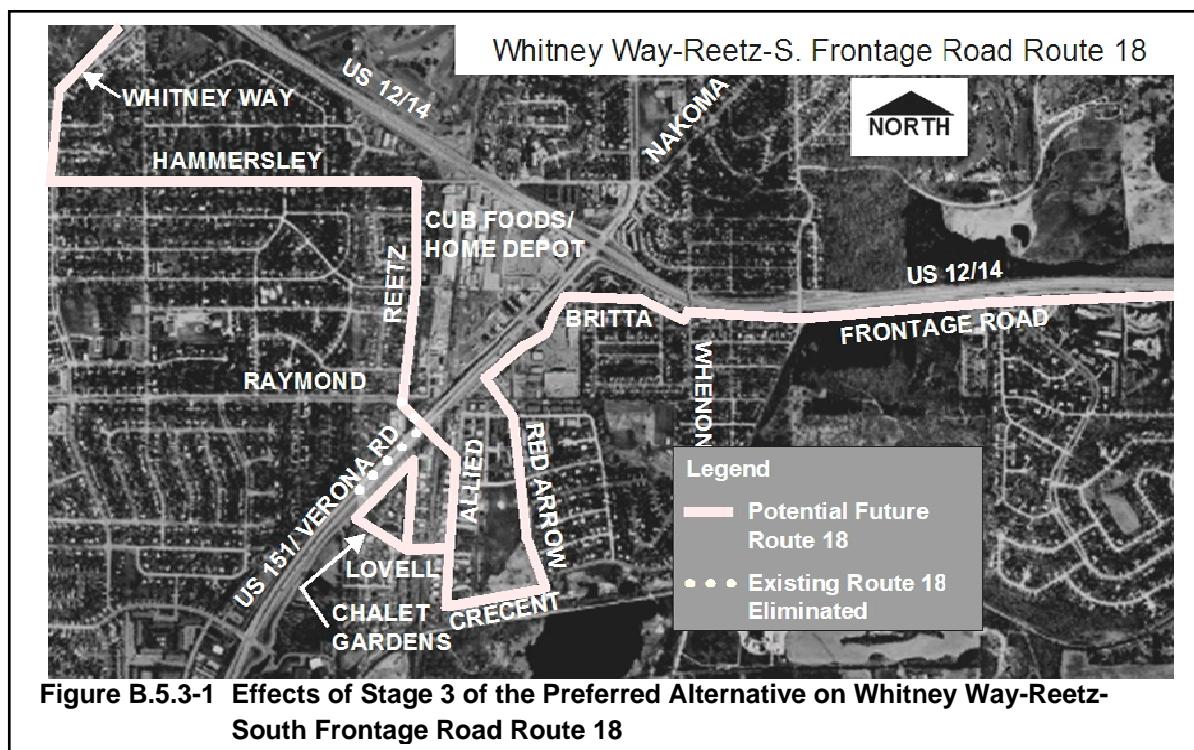 Whitney Way-Reetz-S. Frontage Road Route 18
US 12/14
WHITNEY WAY
NAKOMA
NORTH
HAMMERSLEY
CUB FOODS/
HOME DEPOT
REETZ
US 12/14
BRITTA
FRONTAGE ROAD
RAYMOND
WHENON
US 151/ VERONA RD
ALLIED
RED ARROW
LOVELL
CRECENT
CHALET
GARDENS
Legend
Potential Future
Route 18
Existing Route 18
Eliminated
Figure B.5.3-1 Effects of Stage 3 of the Preferred Alternative on Whitney Way-Reetz-
South Frontage Road Route 18